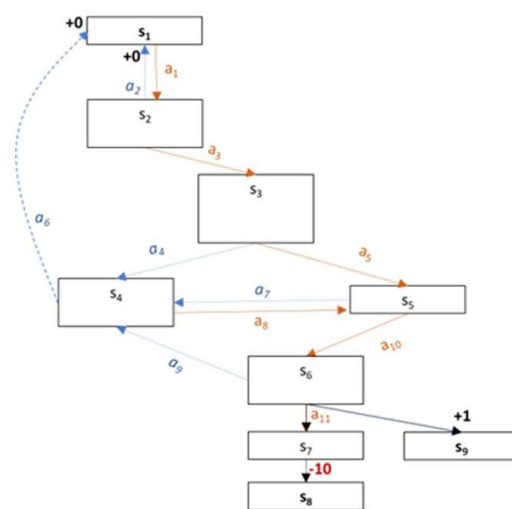 +0
s₁
+0
a₁
a₂
s₂
a₃
s₃
a₆
a₄
a₅
s₄
a₇
s₅
a₈
a₁₀
a₉
s₆
a₁₁
+1
s₇
s₉
-10
s₈